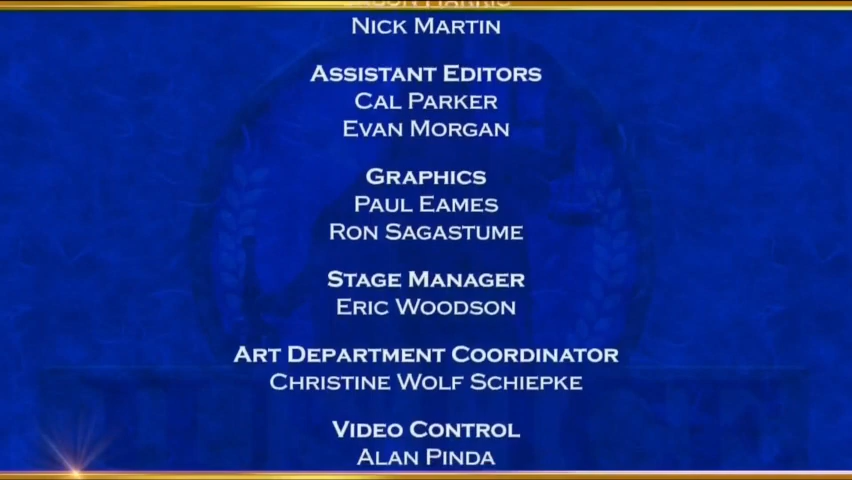 NICK MARTIN
ASSISTANT EDITORS
CAL PARKER
EVAN MORGAN
GRAPHICS
PAUL EAMES
RON SAGASTUME
STAGE MANAGER
ERIC WOODSON
ART DEPARTMENT COORDINATOR
CHRISTINE WOLF SCHIEPKE
VIDEO CONTROL
ALAN PINDA